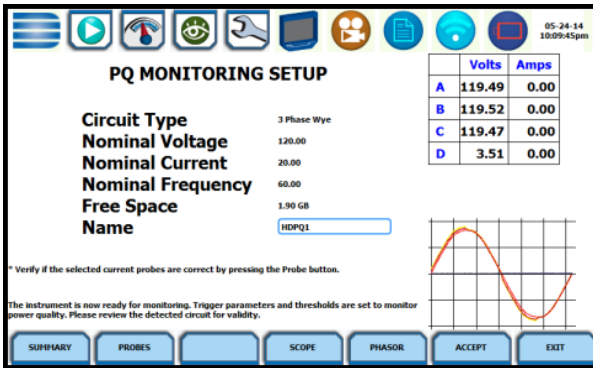 05-24-14
10:09:45pm
PQ MONITORING SETUP
Volts Amps
A 119.49 0.00
B 119.52 0.00
C 119.47 0.00
D 3.51 0.00
Circuit Type 3 Phase Wye
Nominal Voltage 120.00
Nominal Current 20.00
Nominal Frequency 60.00
Free Space 1.90 GB
Name HDPQ1
* Verify if the selected current probes are correct by pressing the Probe button.
The instrument is now ready for monitoring. Trigger parameters and thresholds are set to monitor
power quality. Please review the detected circuit for validity.
SUMMARY PROBES SCOPE PHASOR ACCEPT EXIT